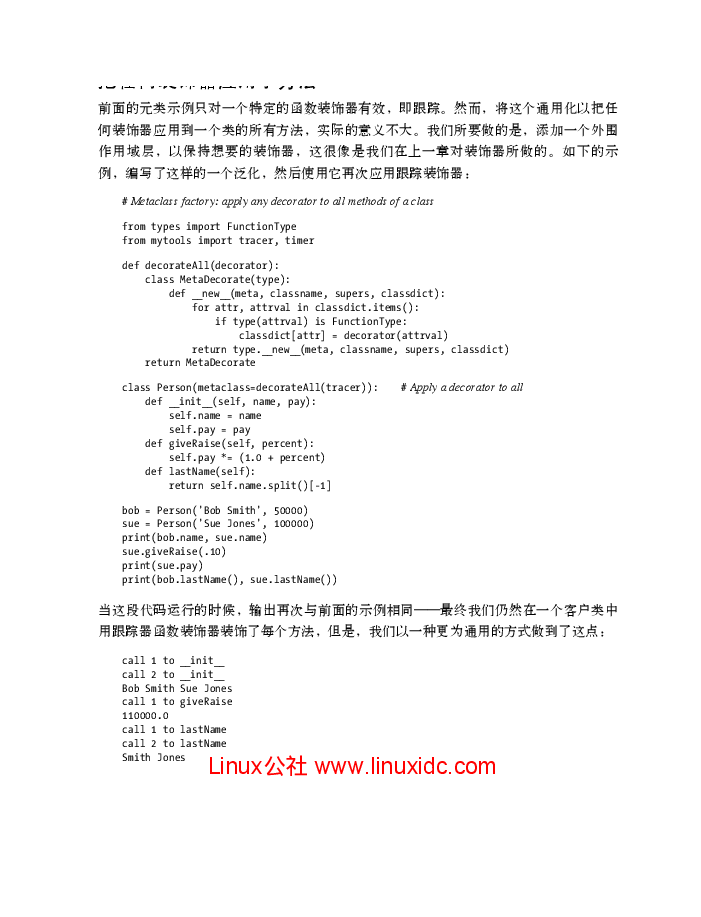 前面的元类示例只对一个特定的函数装饰器有效，即跟踪。然而，将这个通用化以把任
何装饰器应用到一个类的所有方法，实际的意义不大。我们所要做的是，添加一个外围
作用域层，以保持想要的装饰器，这很像是我们在上一章对装饰器所做的。如下的示
例，编写了这样的一个泛化，然后使用它再次应用跟踪装饰器：
# Metaclass factory: apply any decorator to all methods of a class
from types import FunctionType
from mytools import tracer, timer
def decorateAll(decorator):
    class MetaDecorate(type):
        def __new__(meta, classname, supers, classdict):
            for attr, attrval in classdict.items():
                if type(attrval) is FunctionType:
                    classdict[attr] = decorator(attrval)
            return type.__new__(meta, classname, supers, classdict)
    return MetaDecorate
class Person(metaclass=decorateAll(tracer)):    # Apply a decorator to all
    def __init__(self, name, pay):
        self.name = name
        self.pay = pay
    def giveRaise(self, percent):
        self.pay *= (1.0 + percent)
    def lastName(self):
        return self.name.split()[-1]
bob = Person('Bob Smith', 50000)
sue = Person('Sue Jones', 100000)
print(bob.name, sue.name)
sue.giveRaise(.10)
print(sue.pay)
print(bob.lastName(), sue.lastName())
当这段代码运行的时候，输出再次与前面的示例相同——最终我们仍然在一个客户类中
用跟踪器函数装饰器装饰了每个方法，但是，我们以一种更为通用的方式做到了这点：
call 1 to __init__
call 2 to __init__
Bob Smith Sue Jones
call 1 to giveRaise
110000.0
call 1 to lastName
call 2 to lastName
Smith Jones
Linux公社 www.linuxidc.com